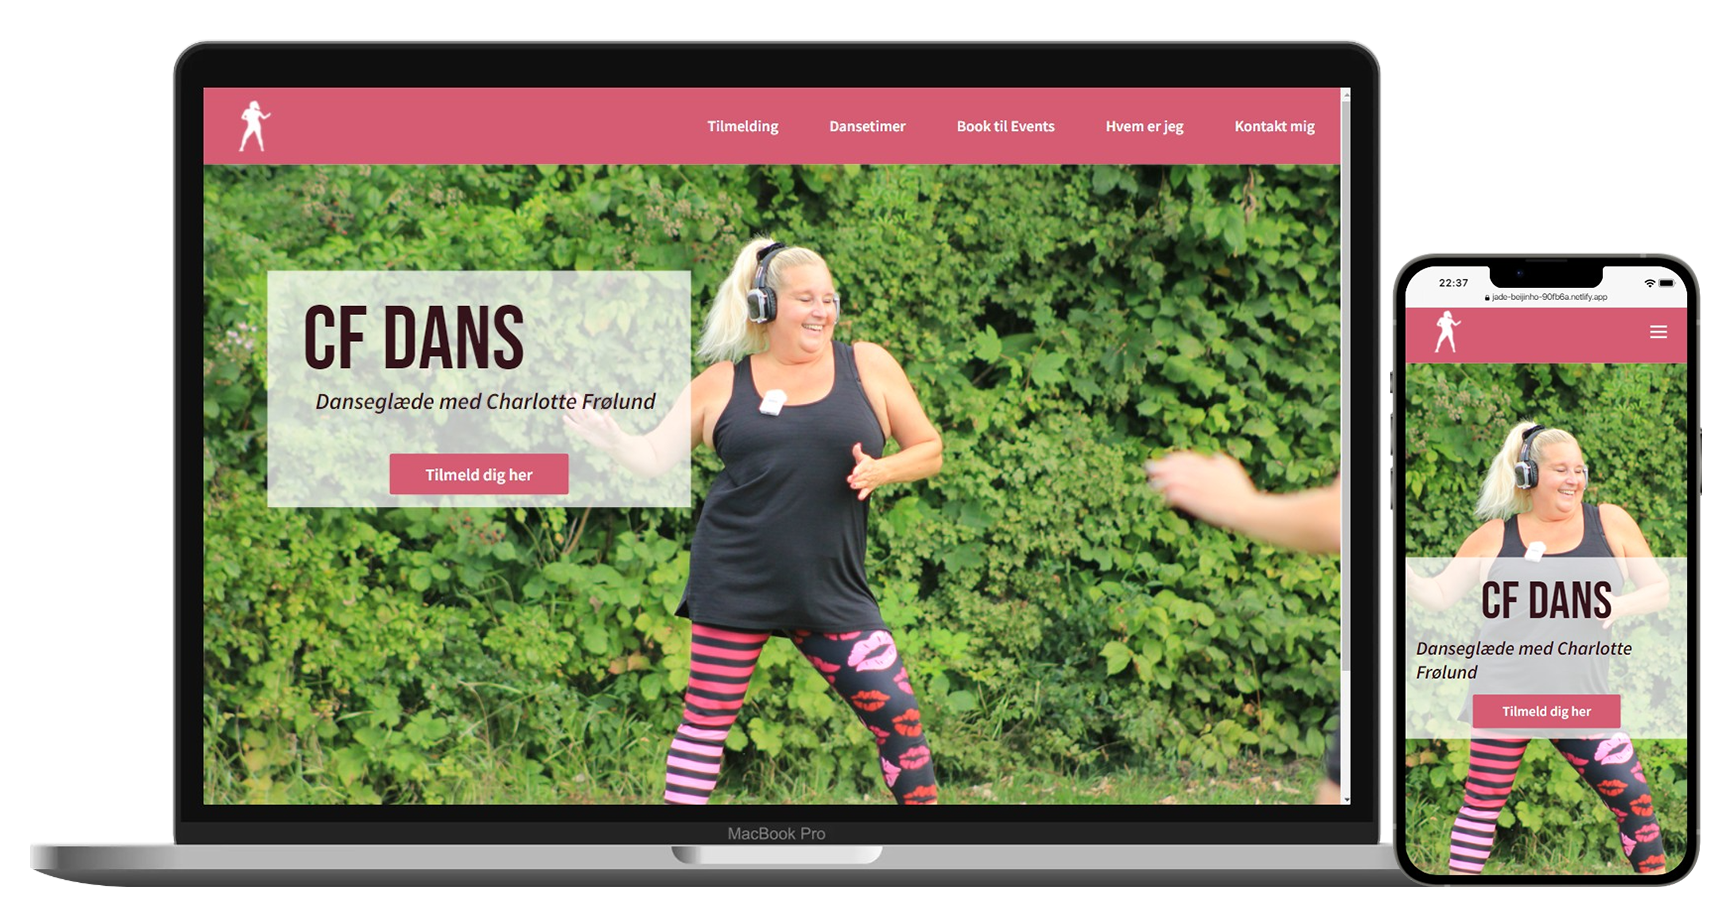 Tilmelding Dansetimer Book til Events Hvem er jeg Kontakt mig
CF DANS
Danseglæde med Charlotte Frølund
Tilmeld dig her
MacBook Pro
22:37
jade-beijinho-90fb6a.netlify.app
CF DANS
Danseglæde med Charlotte
Frølund
Tilmeld dig her